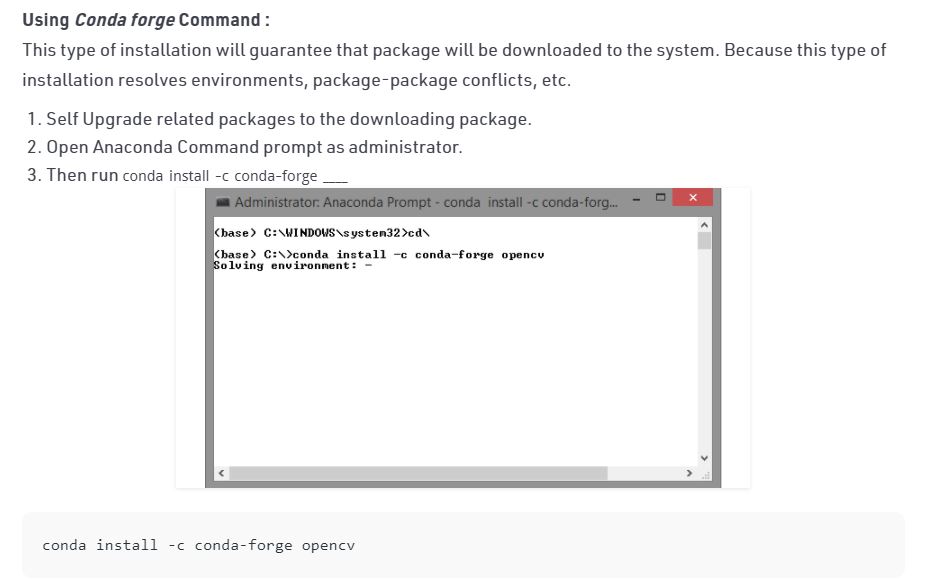 Using Conda forge Command :
This type of installation will guarantee that package will be downloaded to the system. Because this type of
installation resolves environments, package-package conflicts, etc.
1. Self Upgrade related packages to the downloading package.
2. Open Anaconda Command prompt as administrator.
3. Then run conda install -c conda-forge ____
Administrator: Anaconda Prompt - conda  install -c conda-forg...
(base) C:\WINDOWS\system32>cd\
(base) C:\>conda install -c conda-forge opencv
Solving environment: -
conda install -c conda-forge opencv